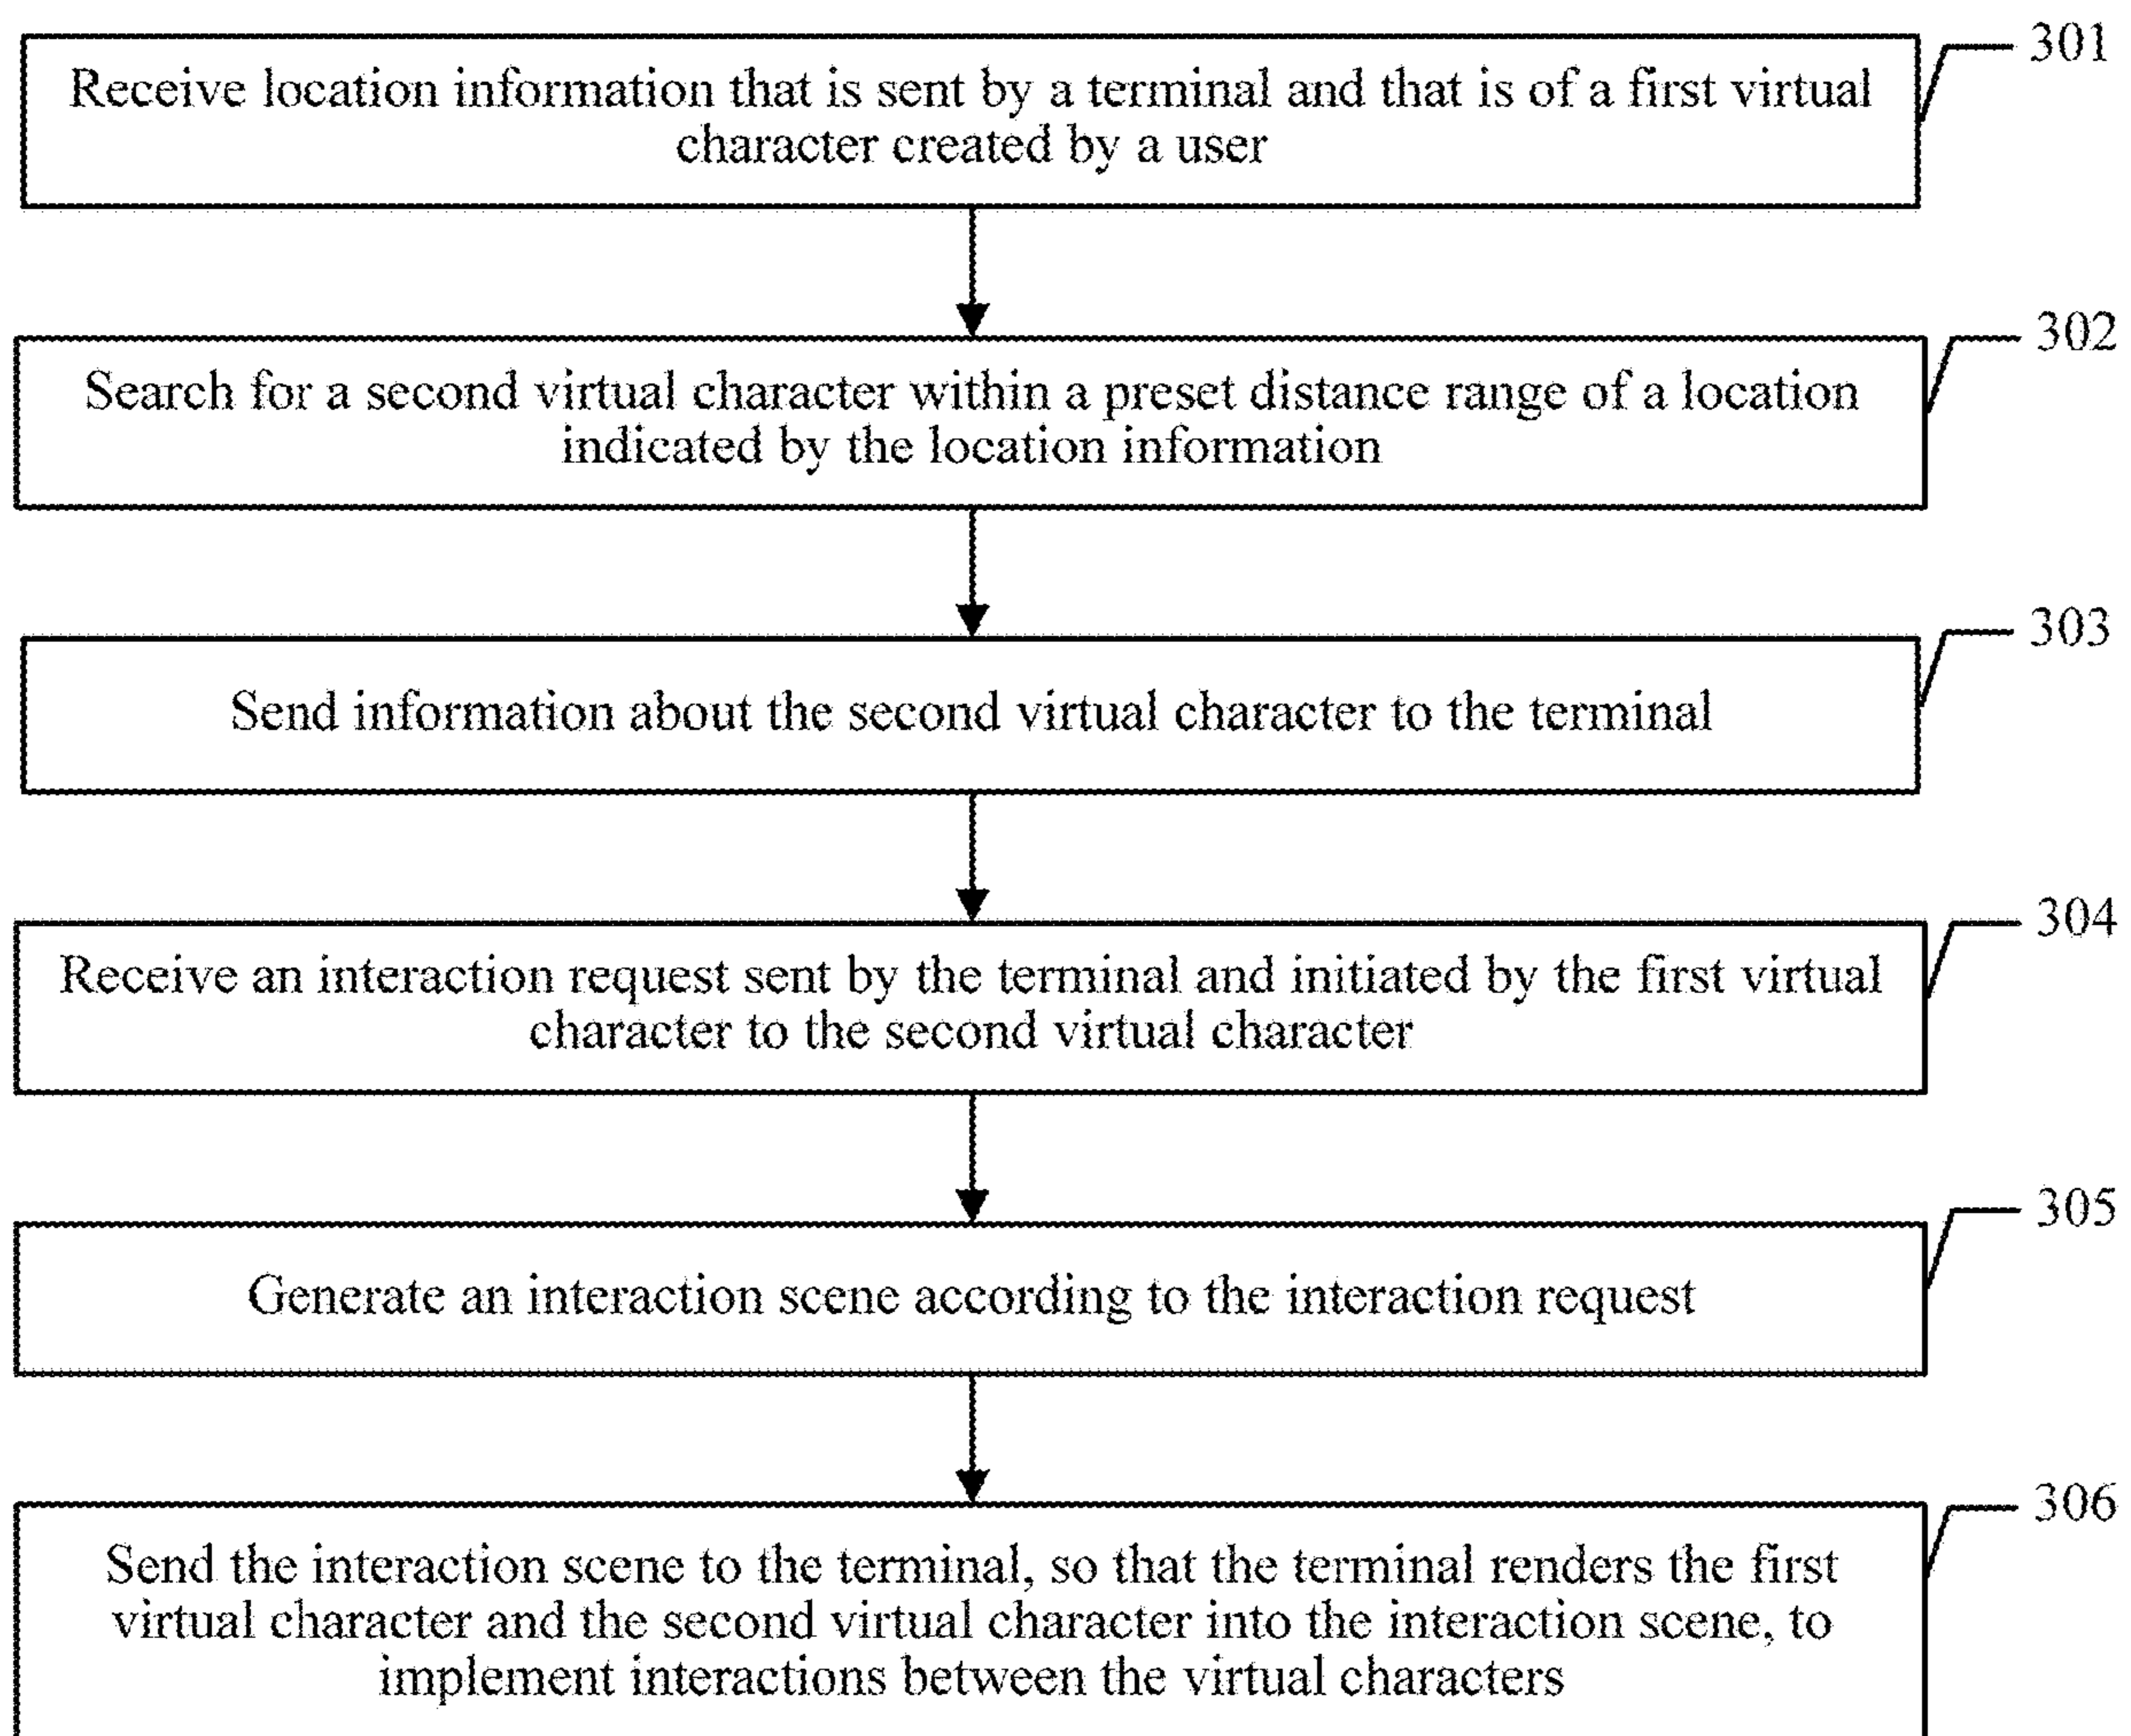 301
Receive location information that is sent by a terminal and that is of a first virtual
character created by a user
302
Search for a second virtual character within a preset distance range of a location
indicated by the location information
303
Send information about the second virtual character to the terminal
304
Receive an interaction request sent by the terminal and initiated by the first virtual
character to the second virtual character
305
Generate an interaction scene according to the interaction request
306
Send the interaction scene to the terminal, so that the terminal renders the first
virtual character and the second virtual character into the interaction scene, to
implement interactions between the virtual characters